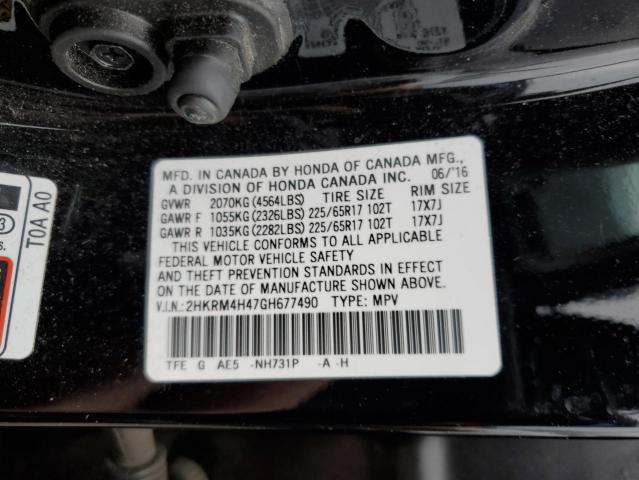 MFD. IN CANADA BY HONDA OF CANADA MFG.,
A DIVISION OF HONDA CANADA INC. 06/'16
GVWR 2070KG (4564LBS) TIRE SIZE RIM SIZE
GAWR F 1055KG (2326LBS) 225/65R17 102T 17X7J
GAWR R 1035KG (2282LBS) 225/65R17 102T 17X7J
THIS VEHICLE CONFORMS TO ALL APPLICABLE
FEDERAL MOTOR VEHICLE SAFETY
AND THEFT PREVENTION STANDARDS IN EFFECT
ON THE DATE OF MANUFACTURE SHOWN ABOVE.
V.I.N.:2HKRM4H47GH677490 TYPE: MPV
TFE G AE5 -NH731P -A -H
T0A A0